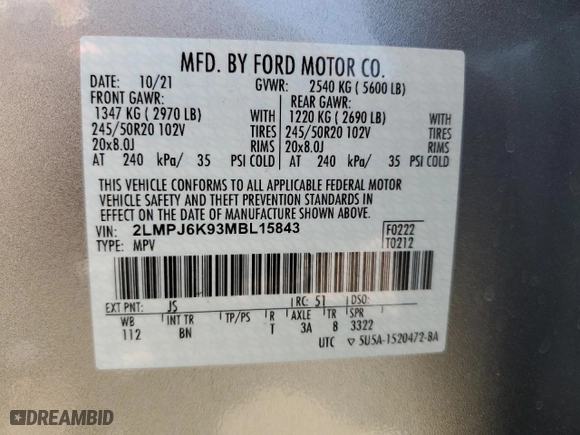 MFD. BY FORD MOTOR CO.
DATE: 10/21 GVWR: 2540 KG ( 5600 LB)
FRONT GAWR: REAR GAWR:
1347 KG ( 2970 LB) WITH 1220 KG ( 2690 LB) WITH
245/50R20 102V TIRES 245/50R20 102V TIRES
20x8.0J RIMS 20x8.0J RIMS
AT 240 kPa/ 35 PSI COLD AT 240 kPa/ 35 PSI COLD
THIS VEHICLE CONFORMS TO ALL APPLICABLE FEDERAL MOTOR
VEHICLE SAFETY AND THEFT PREVENTION STANDARDS IN
EFFECT ON THE DATE OF MANUFACTURE SHOWN ABOVE.
VIN: 2LMPJ6K93MBL15843 F0222
TYPE: MPV T0212
EXT PNT: JS RC: 51 DSO:
WB INT TR TP/PS R AXLE TR SPR
112 BN T 3A 8 3322
UTC ▽ 5U5A-1520472-BA
DREAMBID